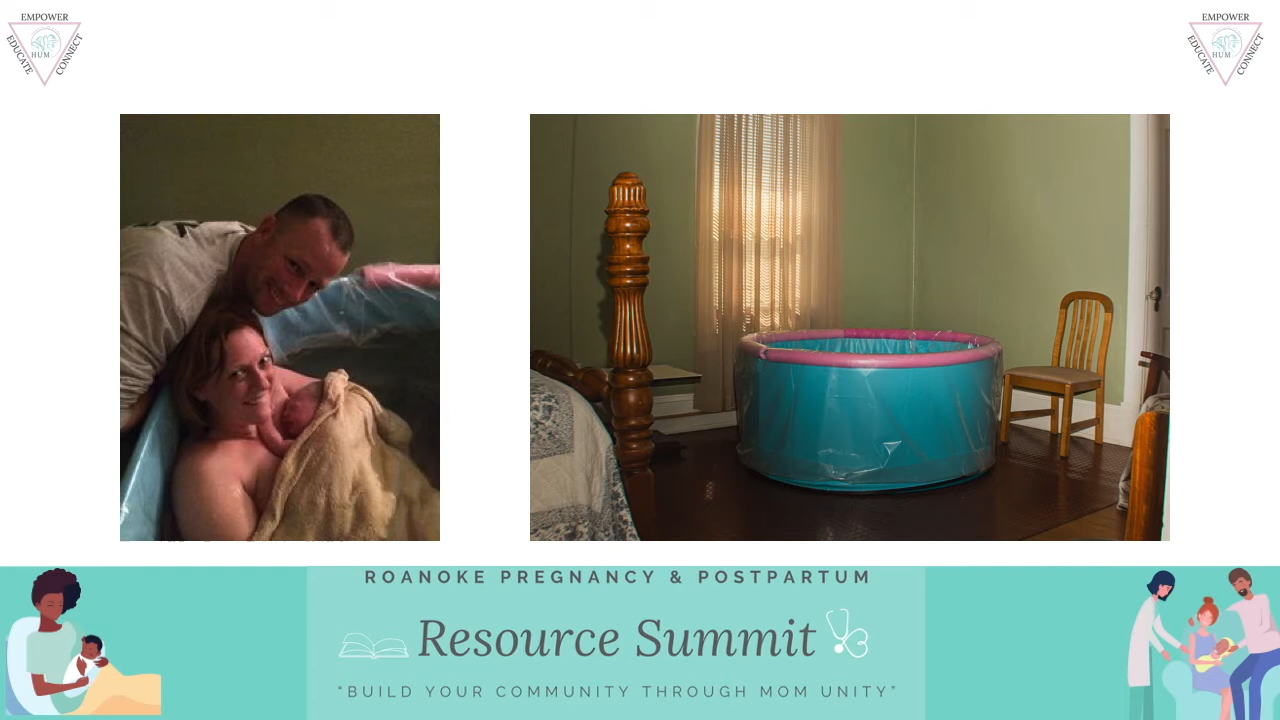 EMPOWER
EDUCATE
HUM
CONNECT
EMPOWER
EDUCATE
HUM
CONNECT
ROANOKE PREGNANCY & POSTPARTUM
Resource Summit
"BUILD YOUR COMMUNITY THROUGH MOM UNITY"